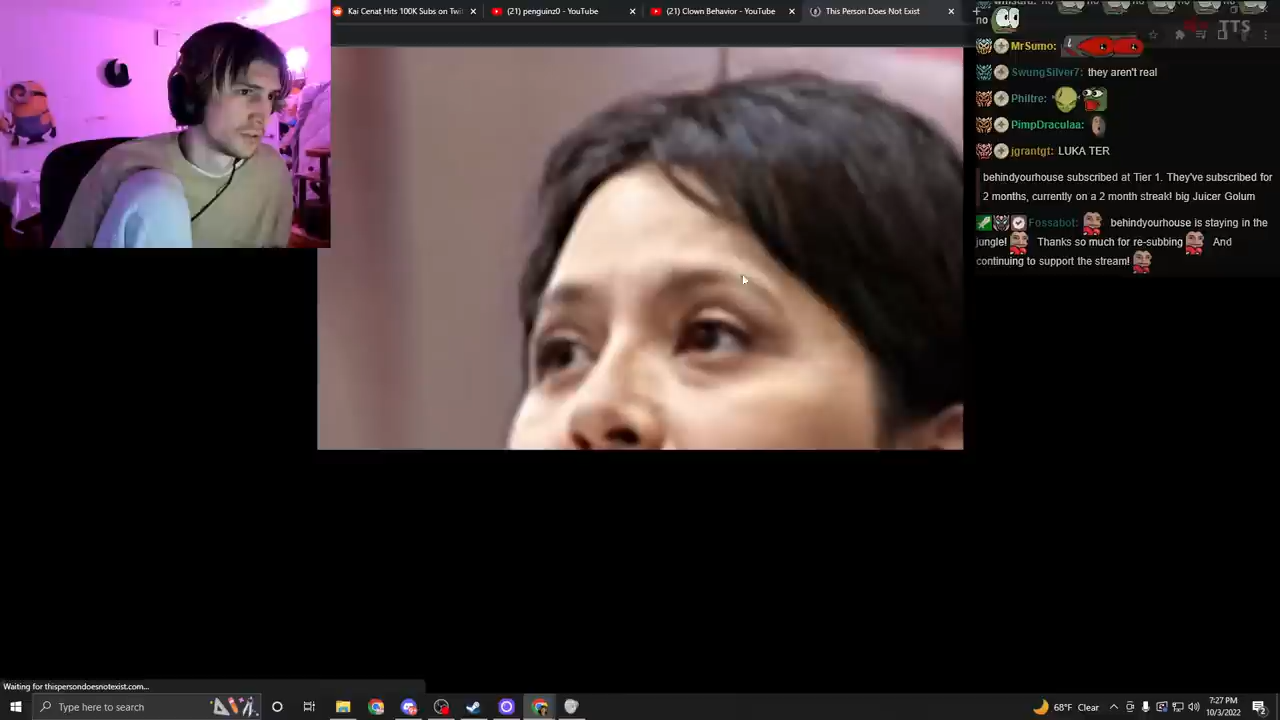 Kai Cenat Hits 100K Subs on Twi
(21) penguinz0 - YouTube
(21) Clown Behavior - YouTube
This Person Does Not Exist
no
TTS
MrSumo:
SwungSilver7: they aren't real
Philtre:
PimpDraculaa:
jgrantgt: LUKA TER
behindyourhouse subscribed at Tier 1. They've subscribed for
2 months, currently on a 2 month streak! big Juicer Golum
Fossabot: behindyourhouse is staying in the
jungle! Thanks so much for re-subbing And
continuing to support the stream!
Waiting for thispersondoesnotexist.com...
Type here to search
68°F Clear
7:27 PM
10/3/2022